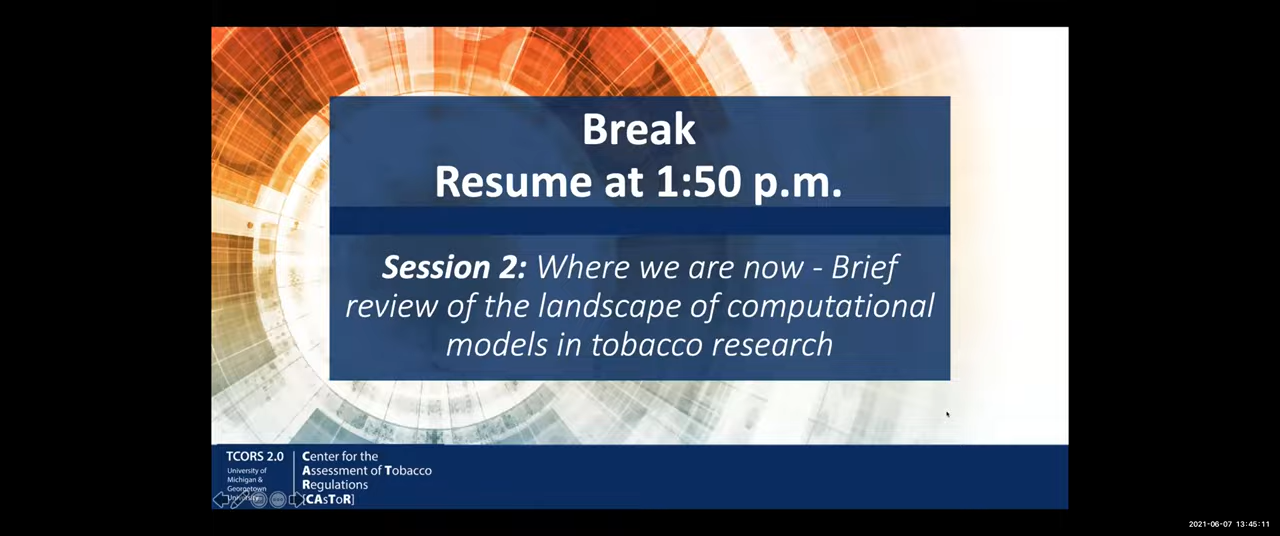 Break
Resume at 1:50 p.m.
Session 2: Where we are now - Brief
review of the landscape of computational
models in tobacco research
TCORS 2.0
University of
Michigan &
Georgetown
University
Center for the
Assessment of Tobacco
Regulations
[CAsToR]
2021-06-07 13:45:11